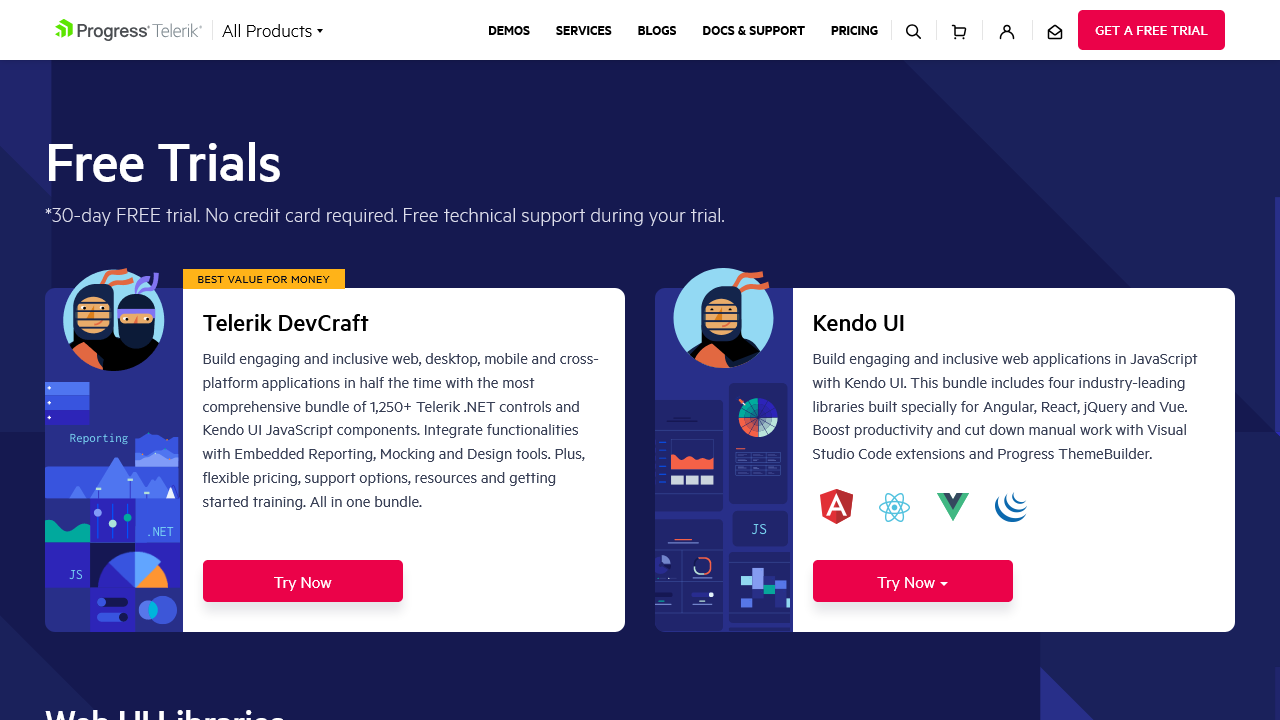 Progress Telerik
All Products
DEMOS
SERVICES
BLOGS
DOCS & SUPPORT
PRICING
GET A FREE TRIAL
Free Trials
*30-day FREE trial. No credit card required. Free technical support during your trial.
BEST VALUE FOR MONEY
Telerik DevCraft
Build engaging and inclusive web, desktop, mobile and cross-
platform applications in half the time with the most
comprehensive bundle of 1,250+ Telerik .NET controls and
Kendo UI JavaScript components. Integrate functionalities
with Embedded Reporting, Mocking and Design tools. Plus,
flexible pricing, support options, resources and getting
started training. All in one bundle.
Try Now
Reporting
.NET
JS
Kendo UI
Build engaging and inclusive web applications in JavaScript
with Kendo UI. This bundle includes four industry-leading
libraries built specially for Angular, React, jQuery and Vue.
Boost productivity and cut down manual work with Visual
Studio Code extensions and Progress ThemeBuilder.
JS
Try Now
Web UI Libraries